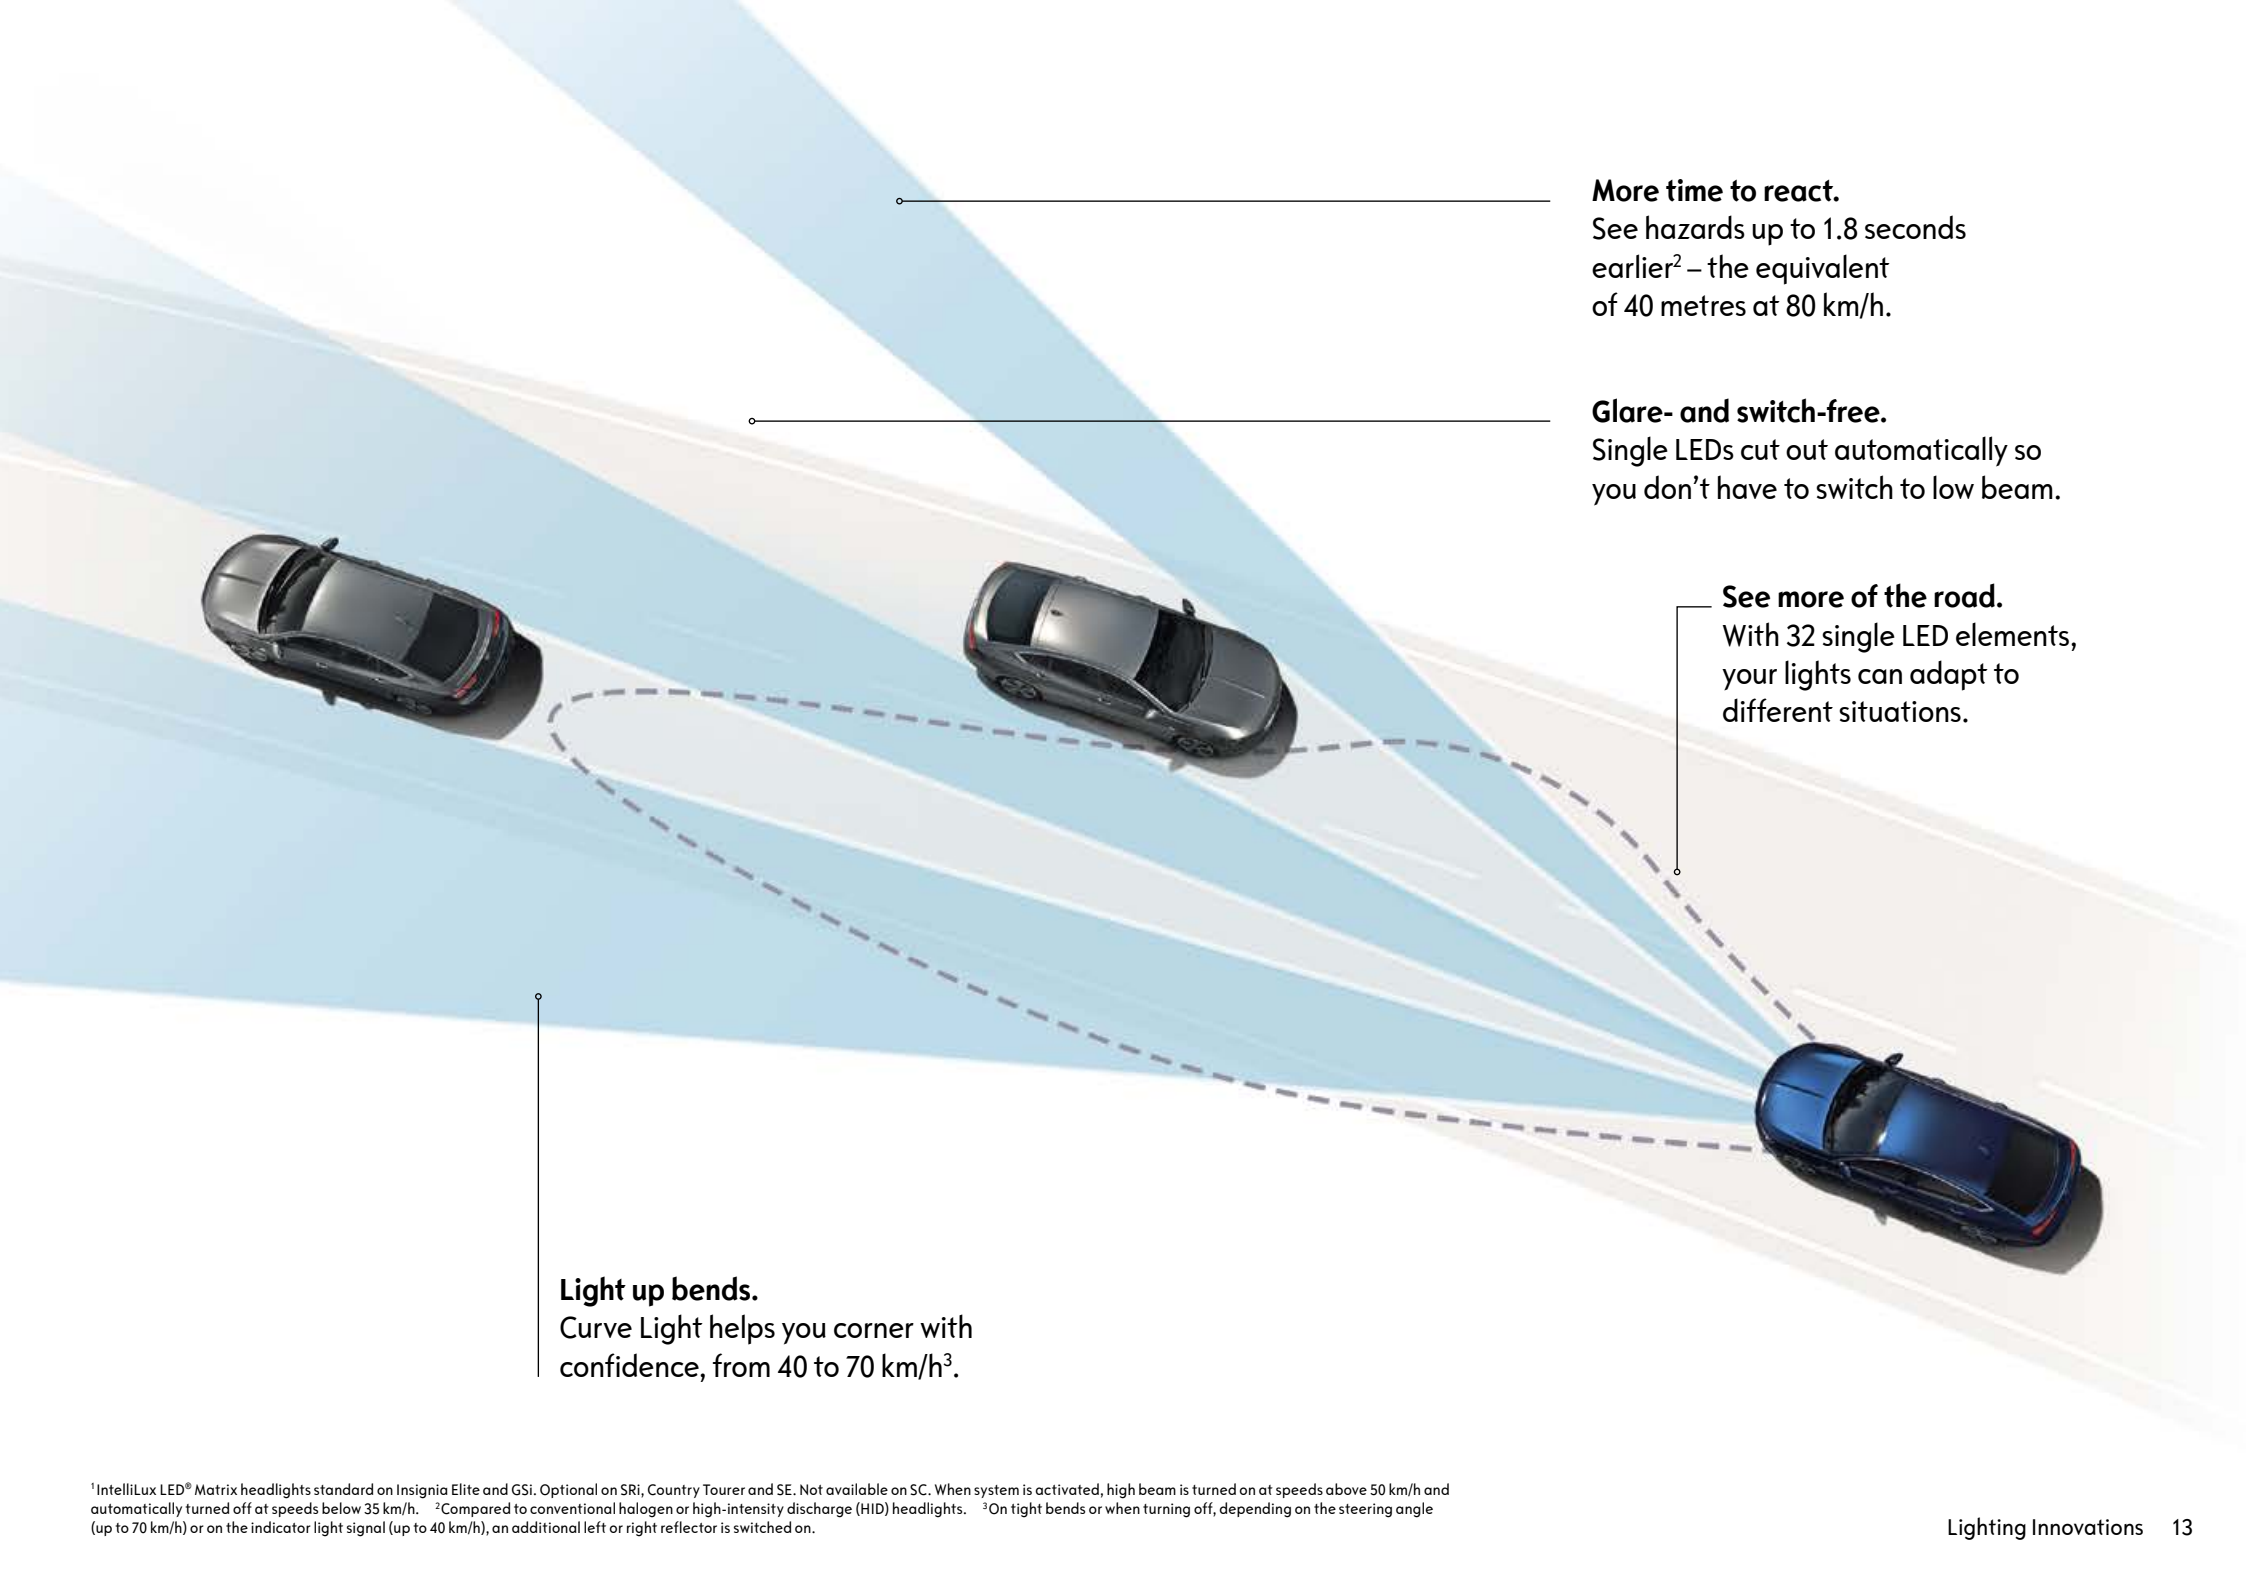 More time to react.
See hazards up to 1.8 seconds
earlier² – the equivalent
of 40 metres at 80 km/h.
Glare- and switch-free.
Single LEDs cut out automatically so
you don’t have to switch to low beam.
See more of the road.
With 32 single LED elements,
your lights can adapt to
different situations.
Light up bends.
Curve Light helps you corner with
confidence, from 40 to 70 km/h³.
¹ IntelliLux LED® Matrix headlights standard on Insignia Elite and GSi. Optional on SRi, Country Tourer and SE. Not available on SC. When system is activated, high beam is turned on at speeds above 50 km/h and
automatically turned off at speeds below 35 km/h. ²Compared to conventional halogen or high-intensity discharge (HID) headlights. ³On tight bends or when turning off, depending on the steering angle
(up to 70 km/h) or on the indicator light signal (up to 40 km/h), an additional left or right reflector is switched on.
Lighting Innovations 13